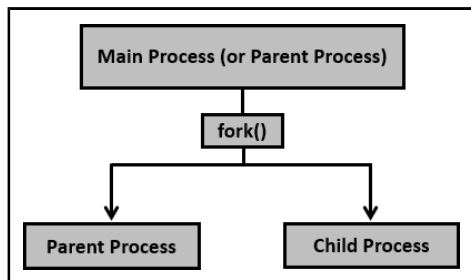 Main Process (or Parent Process)
fork()
Parent Process
Child Process